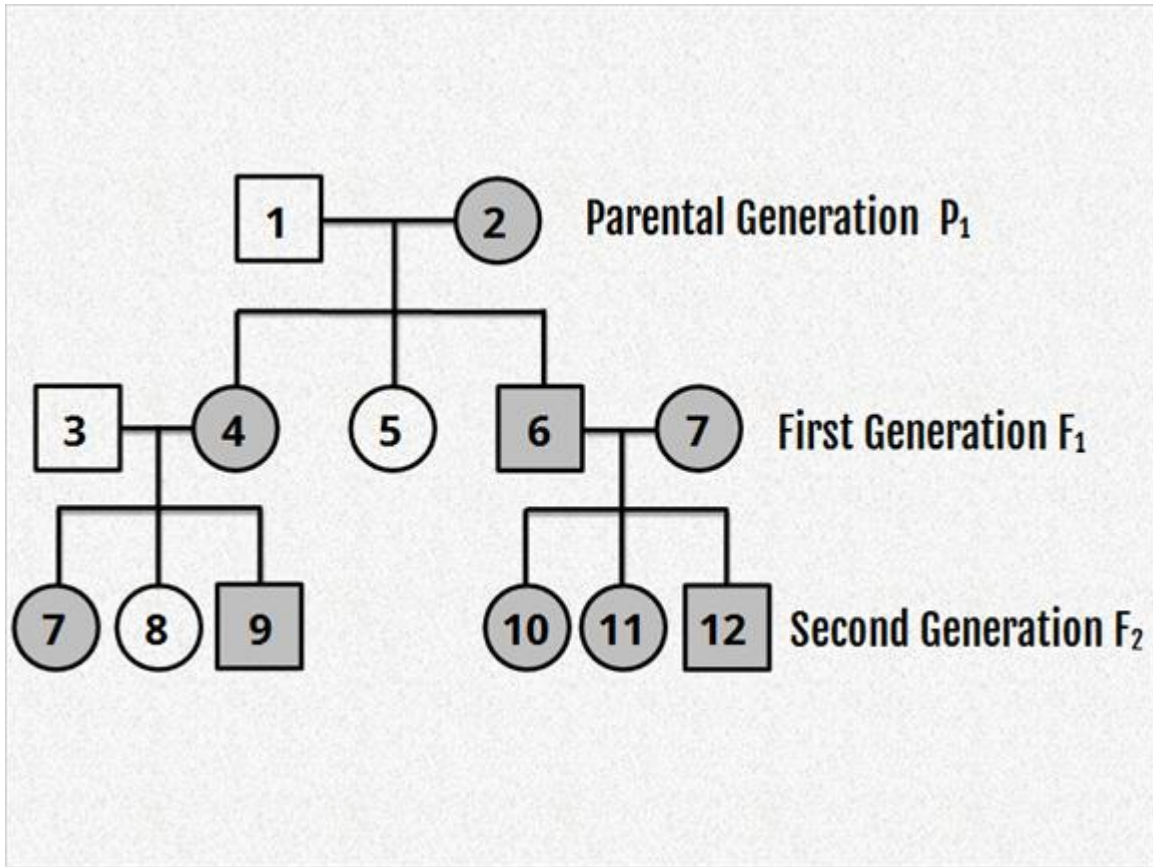 1 2 Parental Generation P₁
3 4 5 6 7 First Generation F₁
7 8 9 10 11 12 Second Generation F₂